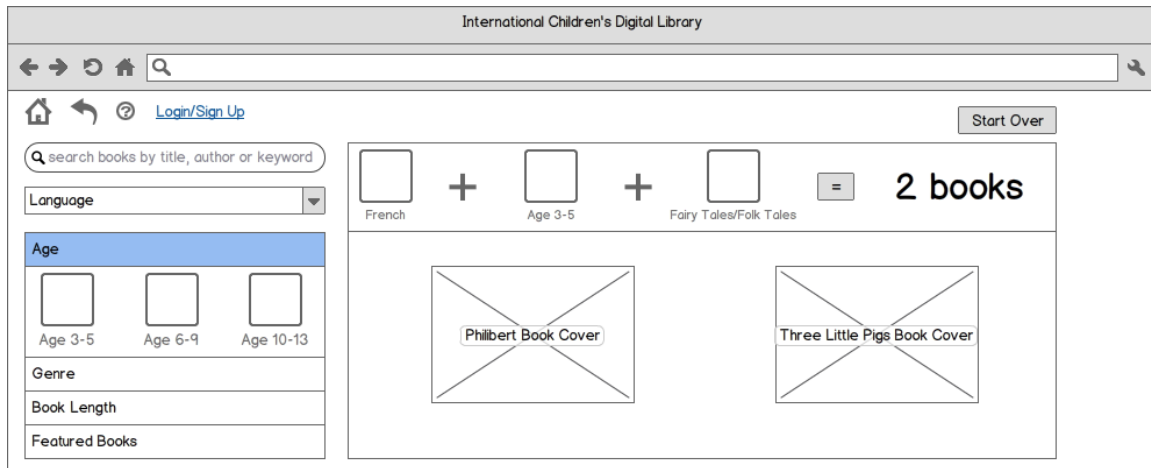 International Children's Digital Library
Login/Sign Up
Start Over
search books by title, author or keyword
Language
Age
Age 3-5
Age 6-9
Age 10-13
Genre
Book Length
Featured Books
French
+
Age 3-5
+
Fairy Tales/Folk Tales
=
2 books
Philibert Book Cover
Three Little Pigs Book Cover